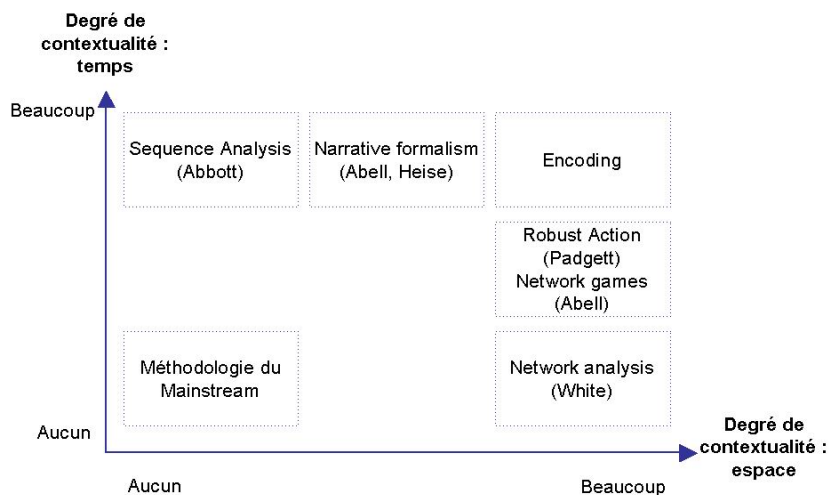 Degré de
contextualité :
temps
Beaucoup
Sequence Analysis
(Abbott)
Narrative formalism
(Abell, Heise)
Encoding
Robust Action
(Padgett)
Network games
(Abell)
Méthodologie du
Mainstream
Network analysis
(White)
Aucun
Degré de
contextualité :
espace
Aucun
Beaucoup